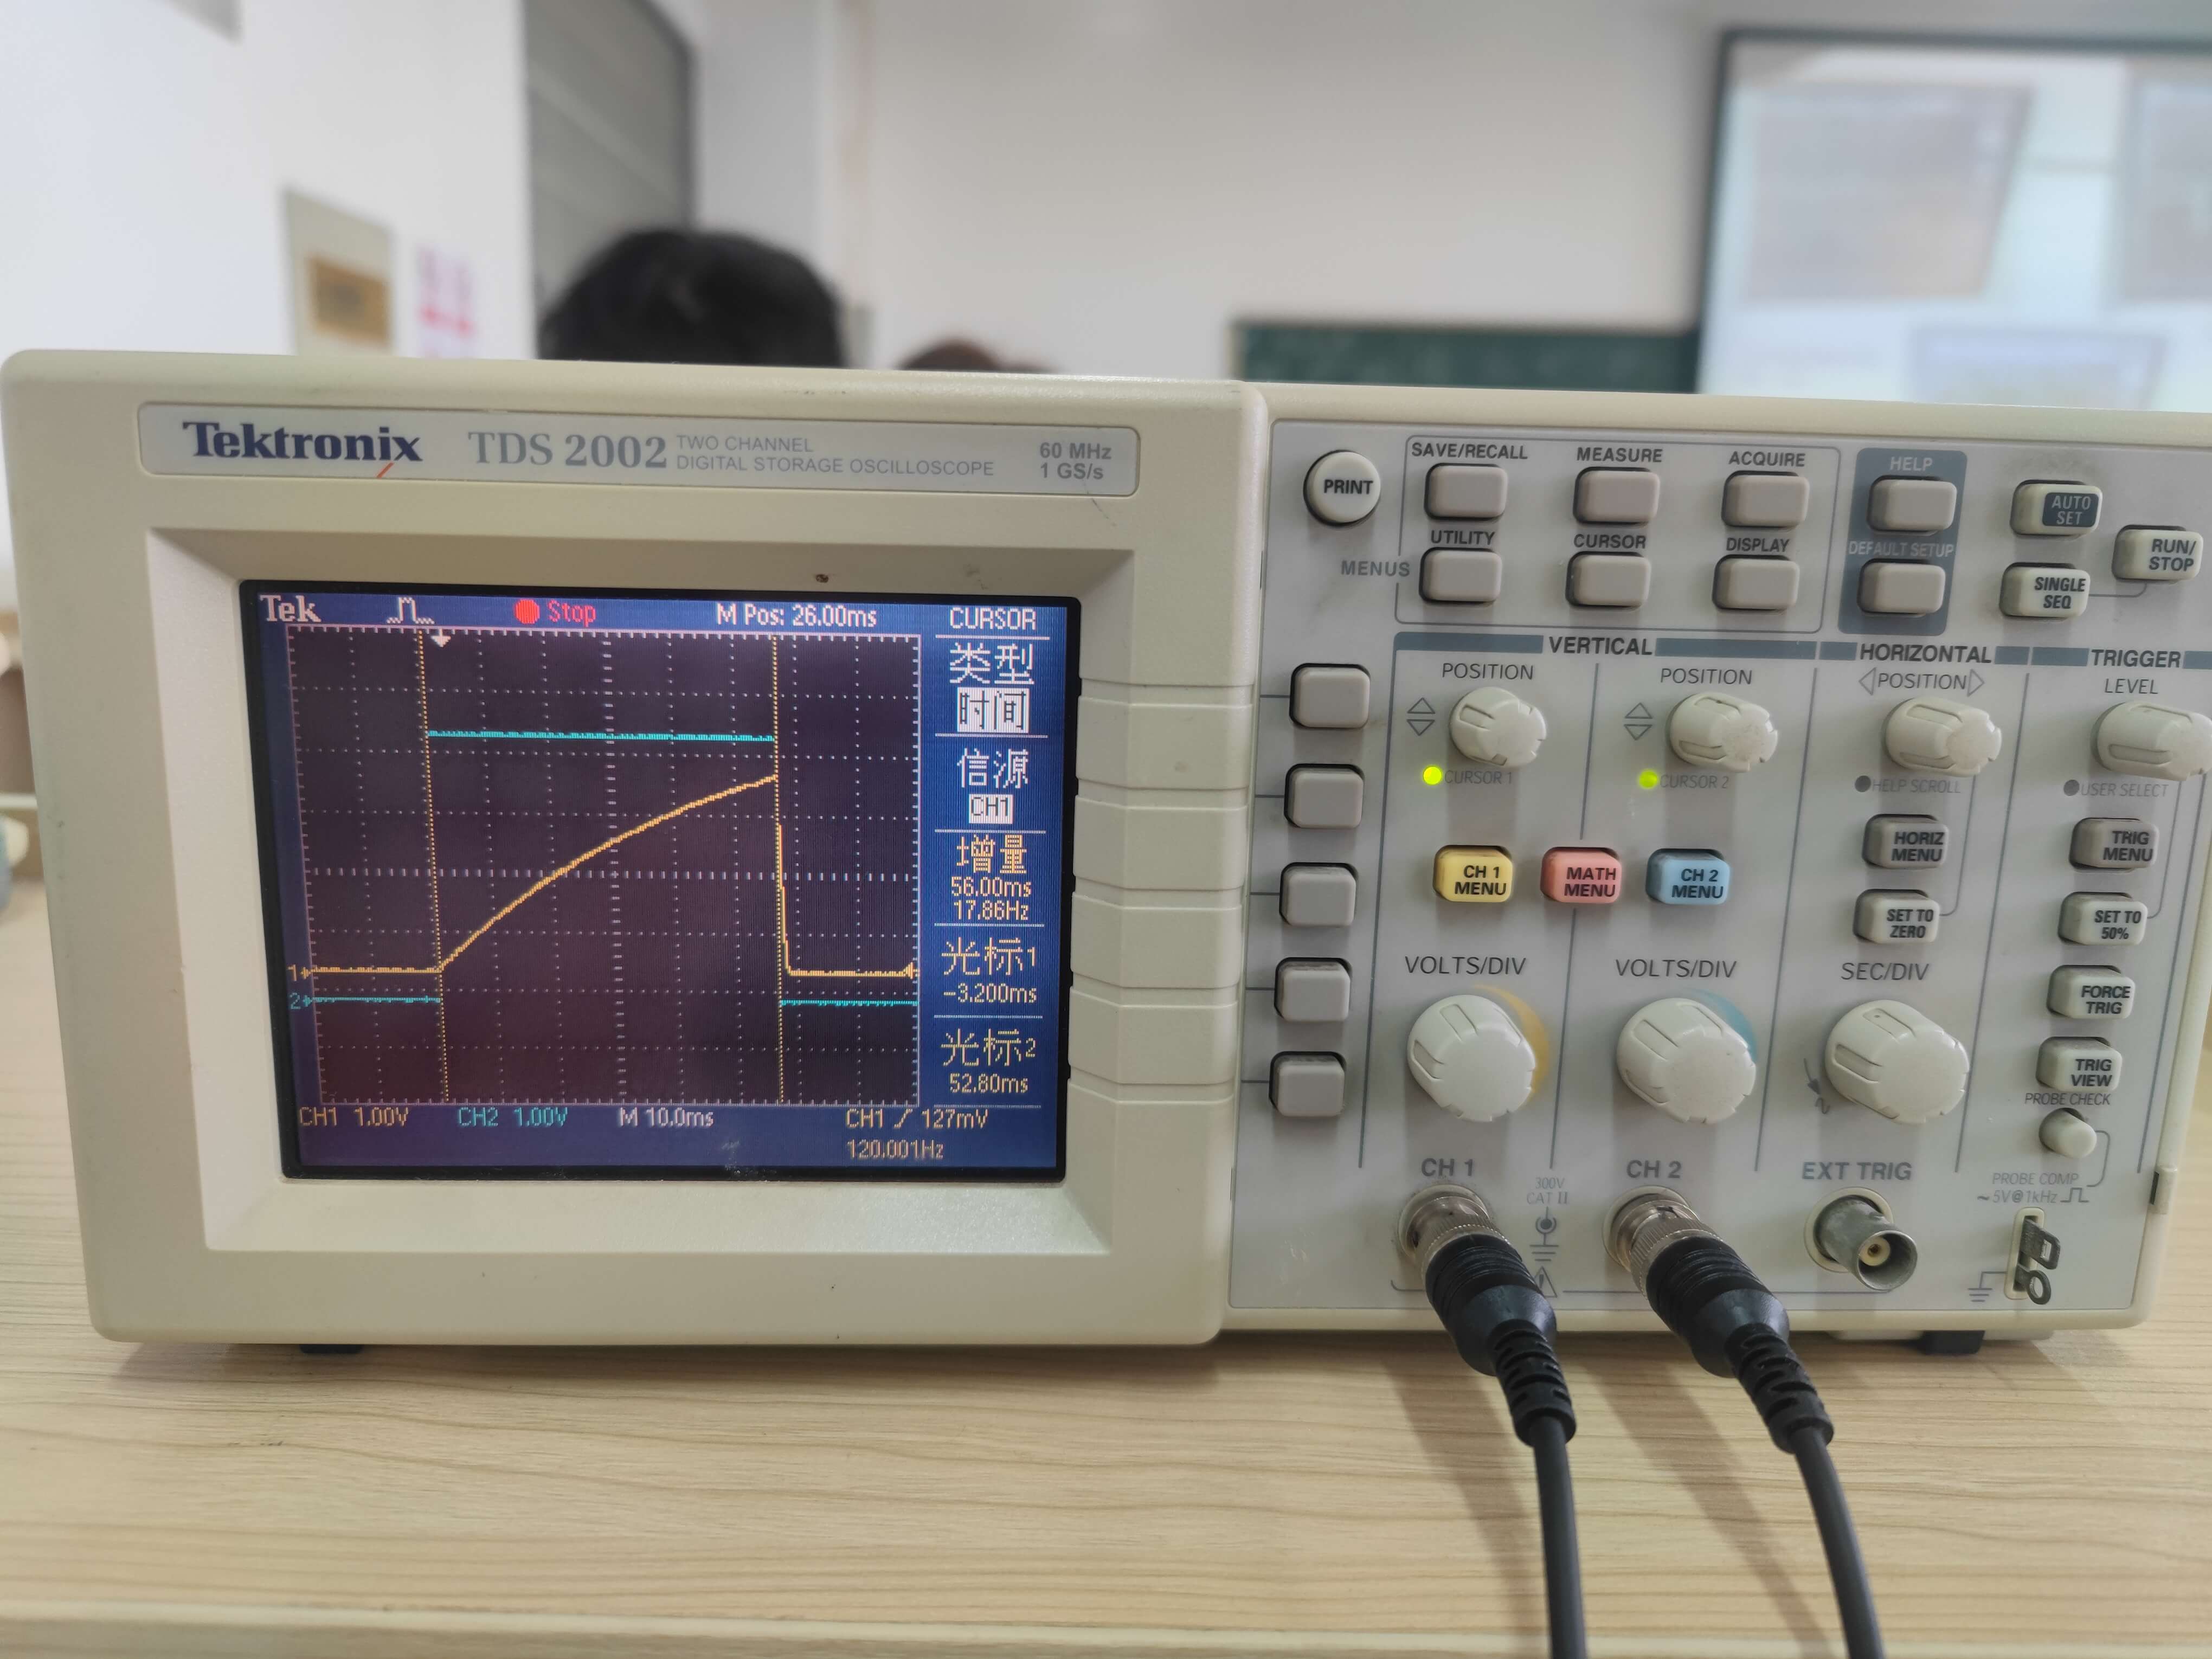 Tektronix TDS 2002 TWO CHANNEL DIGITAL STORAGE OSCILLOSCOPE 60 MHz 1 GS/s
Tek Stop M Pos: 26.00ms CURSOR
类型
时间
信源
CH1
增量
56.00ms
17.86Hz
光标1
-3.200ms
光标2
52.80ms
1
2
CH1 1.00V CH2 1.00V M 10.0ms CH1 127mV
120.001Hz
PRINT
SAVE/RECALL MEASURE ACQUIRE
MENUS UTILITY CURSOR DISPLAY
HELP
DEFAULT SETUP
AUTO SET
RUN/ STOP
SINGLE SEQ
VERTICAL HORIZONTAL TRIGGER
POSITION POSITION POSITION LEVEL
CURSOR 1 CURSOR 2 HELP SCROLL USER SELECT
CH 1 MENU MATH MENU CH 2 MENU HORIZ MENU TRIG MENU
SET TO ZERO SET TO 50%
VOLTS/DIV VOLTS/DIV SEC/DIV FORCE TRIG
TRIG VIEW
PROBE CHECK
CH 1 CH 2 EXT TRIG
300V
CAT II
PROBE COMP
~5V@1kHz